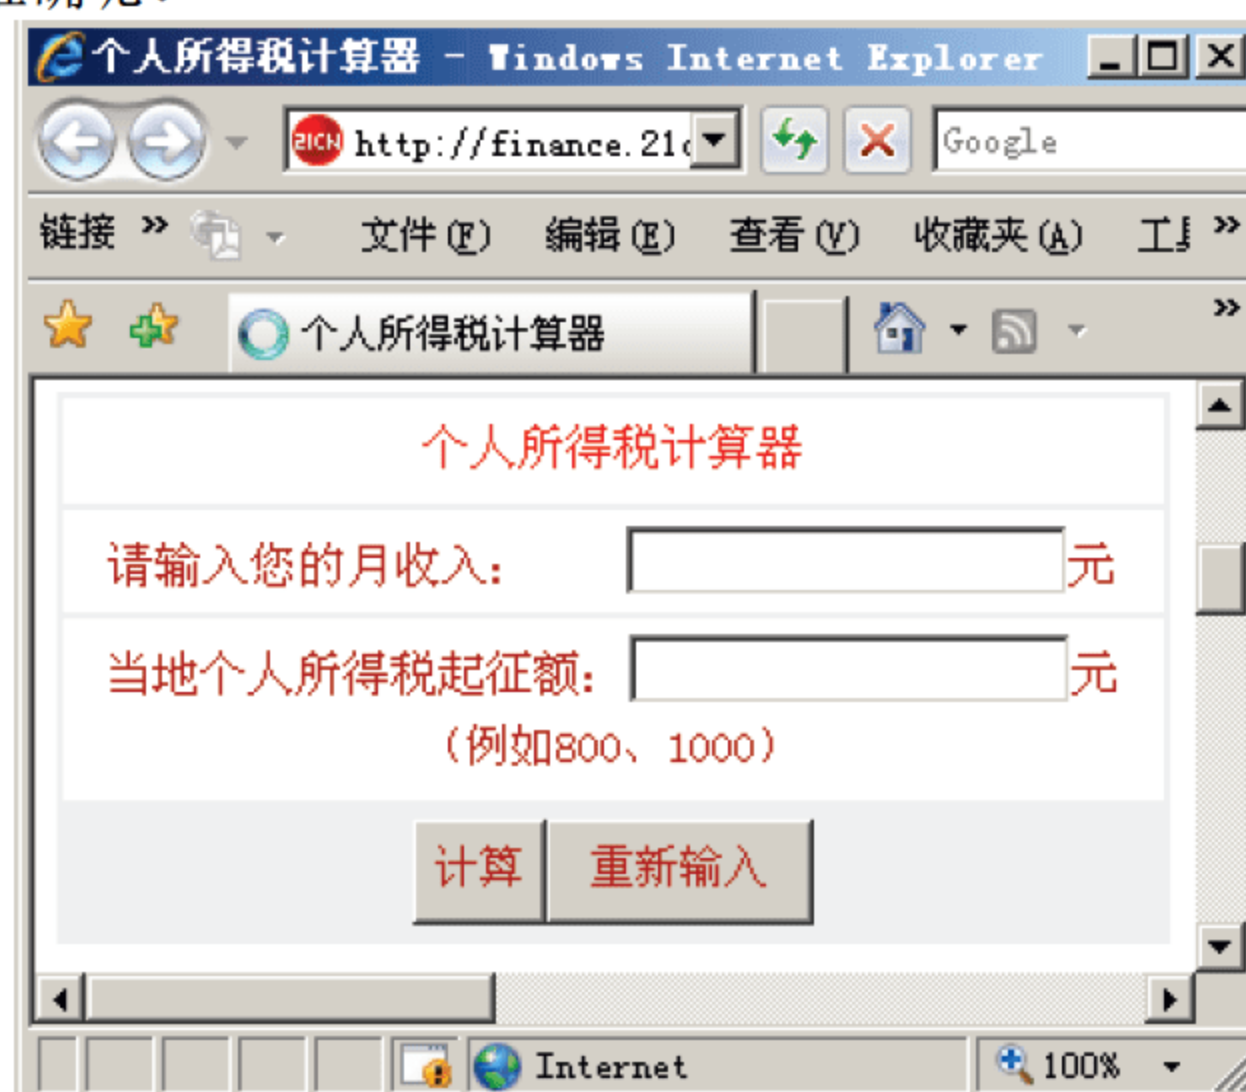 个人所得税计算器 - Windows Internet Explorer
21CN http://finance.21 Google
链接 » 文件(F) 编辑(E) 查看(V) 收藏夹(A) »
个人所得税计算器 »
个人所得税计算器
请输入您的月收入: 元
当地个人所得税起征额: 元
(例如800、1000)
计算 重新输入
Internet 100%